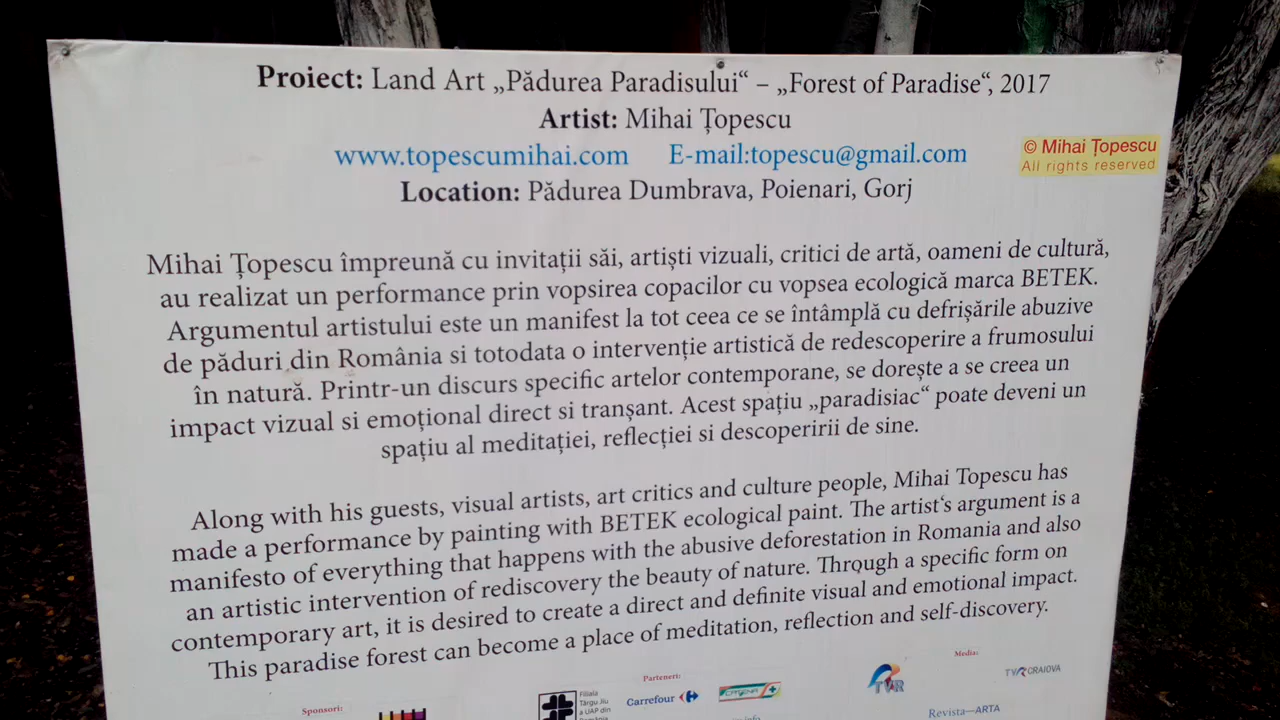 Proiect: Land Art „Pădurea Paradisului“ – „Forest of Paradise“, 2017
Artist: Mihai Țopescu
www.topescumihai.com E-mail:topescu@gmail.com
© Mihai Țopescu
All rights reserved
Location: Pădurea Dumbrava, Poienari, Gorj
Mihai Țopescu împreună cu invitații săi, artiști vizuali, critici de artă, oameni de cultură,
au realizat un performance prin vopsirea copacilor cu vopsea ecologică marca BETEK.
Argumentul artistului este un manifest la tot ceea ce se întâmplă cu defrișările abuzive
de păduri din România si totodata o intervenție artistică de redescoperire a frumosului
în natură. Printr-un discurs specific artelor contemporane, se dorește a se creea un
impact vizual si emoțional direct si tranșant. Acest spațiu „paradisiac“ poate deveni un
spațiu al meditației, reflecției si descoperirii de sine.
Along with his guests, visual artists, art critics and culture people, Mihai Topescu has
made a performance by painting with BETEK ecological paint. The artist‘s argument is a
manifesto of everything that happens with the abusive deforestation in Romania and also
an artistic intervention of rediscovery the beauty of nature. Through a specific form on
contemporary art, it is desired to create a direct and definite visual and emotional impact.
This paradise forest can become a place of meditation, reflection and self-discovery.
Sponsori:
Parteneri:
Media:
Filiala
Târgu Jiu
a UAP din
Carrefour
CATENA
TVR
TVR CRAIOVA
Revista—ARTA